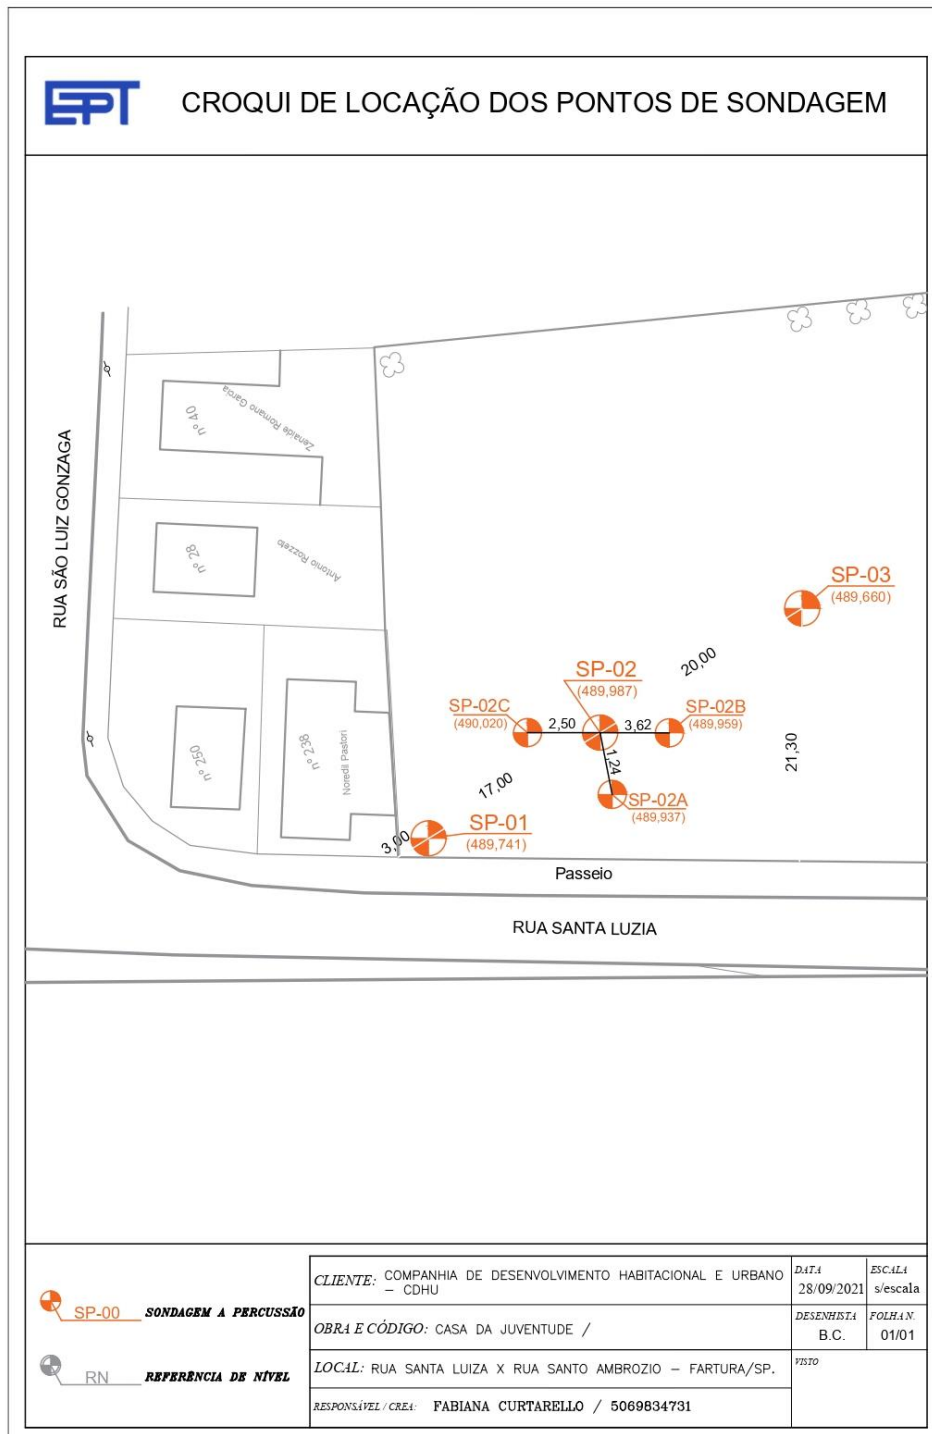 EPT
CROQUI DE LOCAÇÃO DOS PONTOS DE SONDAGEM
RUA SÃO LUIZ GONZAGA
nº 40
Zenaide Romano Garcia
nº 28
Antonio Rozzeto
nº 250
nº 238
Noredil Pastori
SP-03
(489,660)
20,00
SP-02
(489,987)
SP-02C
(490,020)
2,50
3,62
SP-02B
(489,959)
1,24
21,30
SP-02A
(489,937)
17,00
SP-01
(489,741)
3,00
Passeio
RUA SANTA LUZIA
SP-00 SONDAGEM A PERCUSSÃO
RN REFERÊNCIA DE NÍVEL
CLIENTE: COMPANHIA DE DESENVOLVIMENTO HABITACIONAL E URBANO
– CDHU
DATA
28/09/2021
ESCALA
s/escala
OBRA E CÓDIGO: CASA DA JUVENTUDE /
DESENHISTA
B.C.
FOLHA N.
01/01
LOCAL: RUA SANTA LUIZA X RUA SANTO AMBROZIO – FARTURA/SP.
VISTO
RESPONSÁVEL / CREA: FABIANA CURTARELLO / 5069834731